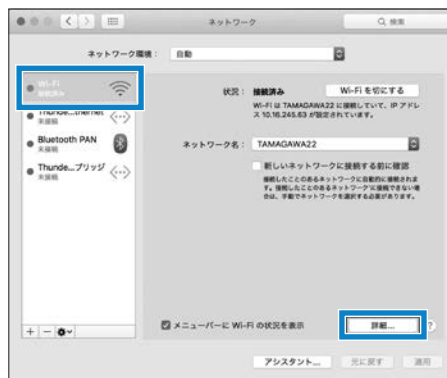 ネットワーク
検索
ネットワーク環境： 自動
Wi-Fi
接続済み
Thunde...thernet
未接続
Bluetooth PAN
未接続
Thunde...ブリッジ
未接続
状況： 接続済み
Wi-Fi を切にする
Wi-Fi は TAMAGAWA22 に接続していて、IP アドレ
ス 10.16.245.63 が設定されています。
ネットワーク名： TAMAGAWA22
新しいネットワークに接続する前に確認
接続したことのあるネットワークに自動的に接続されま
す。接続したことのあるネットワークに接続できない場
合は、手動でネットワークを選択する必要があります。
メニューバーに Wi-Fi の状況を表示
詳細...
?
アシスタント...
元に戻す
適用